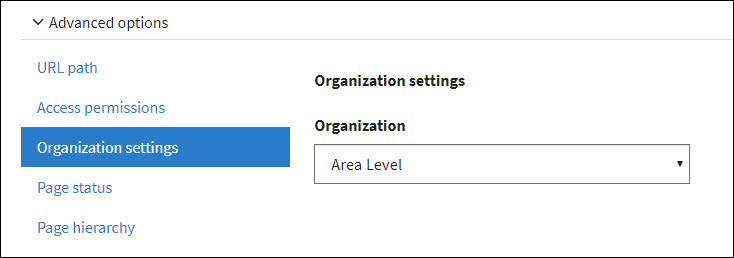 Advanced options
URL path
Access permissions
Organization settings
Page status
Page hierarchy
Organization settings
Organization
Area Level